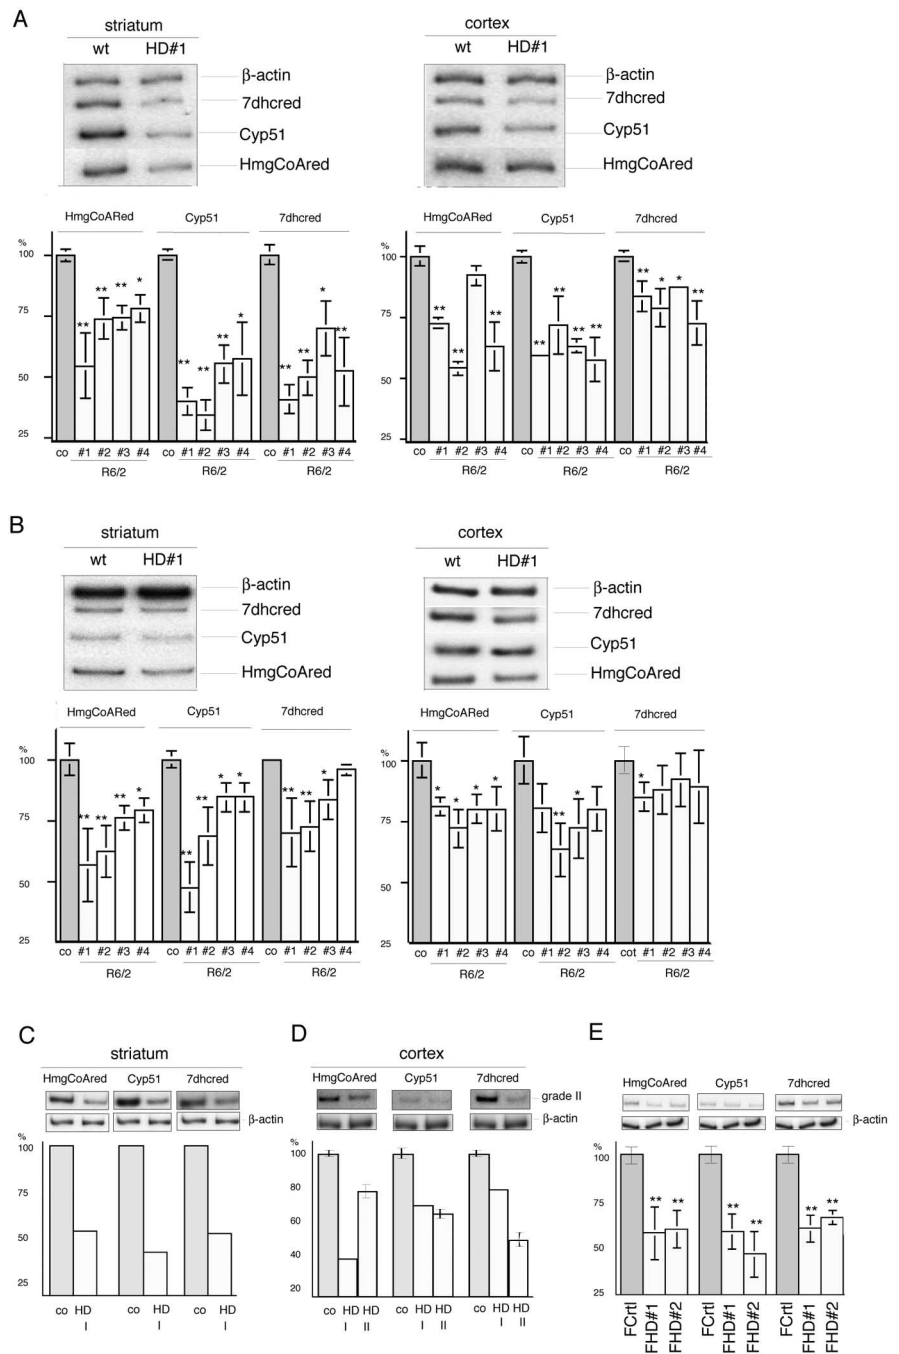 A
striatum
wt HD#1
β-actin
7dhcred
Cyp51
HmgCoAred
cortex
wt HD#1
β-actin
7dhcred
Cyp51
HmgCoAred
HmgCoARed Cyp51 7dhcred
%
100
75
50
25
** ** ** *
** ** ** *
** ** * **
co #1 #2 #3 #4 co #1 #2 #3 #4 co #1 #2 #3 #4
R6/2 R6/2 R6/2
HmgCoARed Cyp51 7dhcred
%
100
75
50
25
** ** **
** ** ** **
** * * **
co #1 #2 #3 #4 co #1 #2 #3 #4 co #1 #2 #3 #4
R6/2 R6/2 R6/2
B
striatum
wt HD#1
β-actin
7dhcred
Cyp51
HmgCoAred
cortex
wt HD#1
β-actin
7dhcred
Cyp51
HmgCoAred
HmgCoARed Cyp51 7dhcred
%
100
75
50
25
** ** ** *
** ** * *
** ** *
co #1 #2 #3 #4 co #1 #2 #3 #4 co #1 #2 #3 #4
R6/2 R6/2 R6/2
HmgCoARed Cyp51 7dhcred
%
100
75
50
25
* * * *
** *
*
co #1 #2 #3 #4 co #1 #2 #3 #4 cot #1 #2 #3 #4
R6/2 R6/2 R6/2
C
striatum
HmgCoAred Cyp51 7dhcred
β-actin
%
100
75
50
25
co HD co HD co HD
I I I
D
cortex
HmgCoARed Cyp51 7dhcred
grade II
β-actin
%
100
80
60
40
20
co HD HD co HD HD co HD HD
I II I II I II
E
HmgCoARed Cyp51 7dhcred
β-actin
%
100
75
50
25
** **
** **
** **
FCrtl FHD#1 FHD#2 FCrtl FHD#1 FHD#2 FCrtl FHD#1 FHD#2